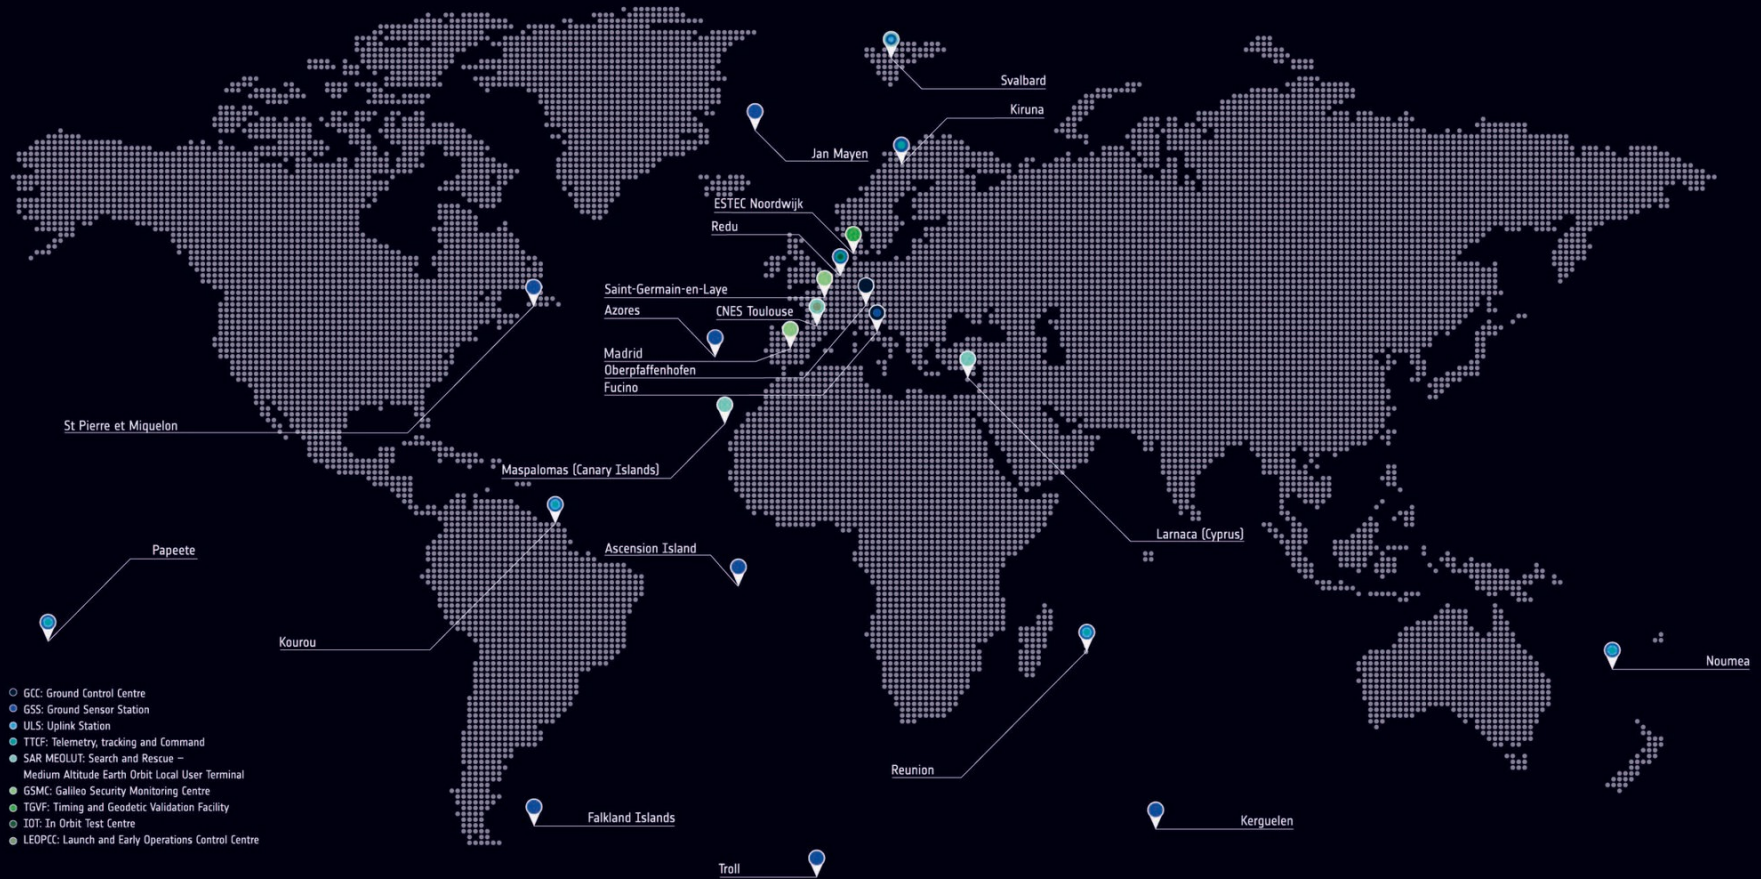 Svalbard
Kiruna
Jan Mayen
ESTEC Noordwijk
Redu
Saint-Germain-en-Laye
Azores
CNES Toulouse
Madrid
Oberpfaffenhofen
Fucino
St Pierre et Miquelon
Maspalomas (Canary Islands)
Larnaca (Cyprus)
Papeete
Ascension Island
Kourou
Noumea
Reunion
Falkland Islands
Kerguelen
Troll
GCC: Ground Control Centre
GSS: Ground Sensor Station
ULS: Uplink Station
TTCF: Telemetry, tracking and Command
SAR MEOLUT: Search and Rescue –
Medium Altitude Earth Orbit Local User Terminal
GSMC: Galileo Security Monitoring Centre
TGVF: Timing and Geodetic Validation Facility
IOT: In Orbit Test Centre
LEOPCC: Launch and Early Operations Control Centre